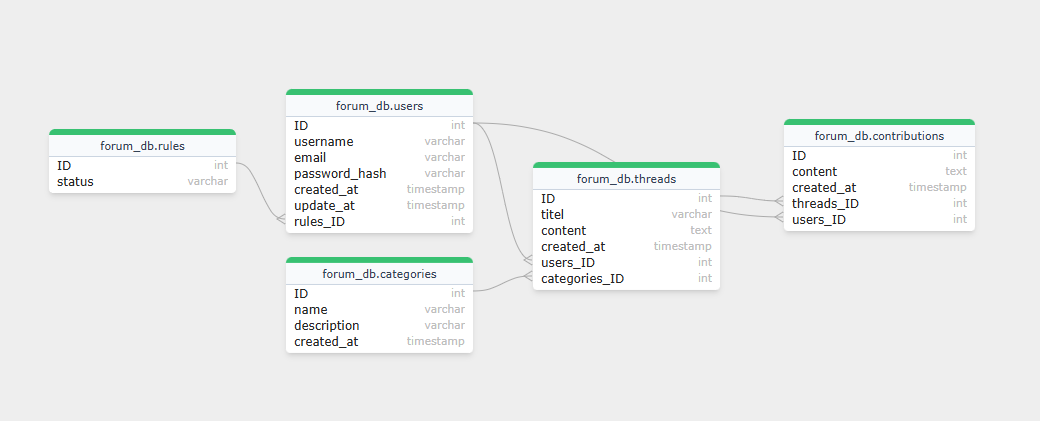 forum_db.rules
ID int
status varchar
forum_db.users
ID int
username varchar
email varchar
password_hash varchar
created_at timestamp
update_at timestamp
rules_ID int
forum_db.categories
ID int
name varchar
description varchar
created_at timestamp
forum_db.threads
ID int
titel varchar
content text
created_at timestamp
users_ID int
categories_ID int
forum_db.contributions
ID int
content text
created_at timestamp
threads_ID int
users_ID int